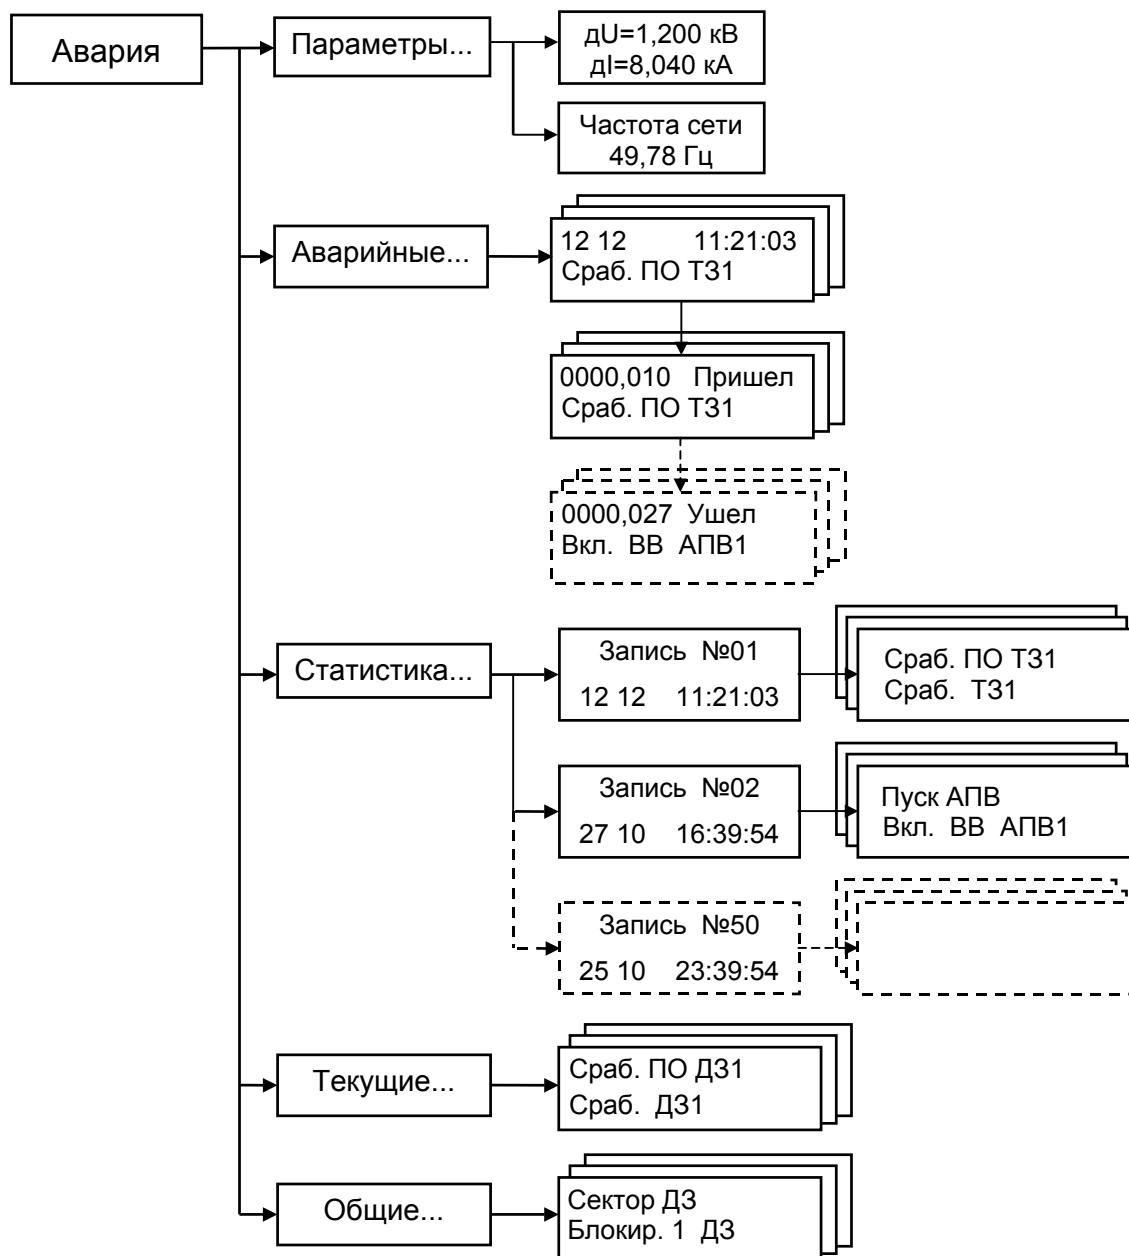 Авария
Параметры...
дU=1,200 кВ
дI=8,040 кА
Частота сети
49,78 Гц
Аварийные...
12 12 11:21:03
Сраб. ПО ТЗ1
0000,010 Пришел
Сраб. ПО ТЗ1
0000,027 Ушел
Вкл. ВВ АПВ1
Статистика...
Запись №01
12 12 11:21:03
Сраб. ПО ТЗ1
Сраб. ТЗ1
Запись №02
27 10 16:39:54
Пуск АПВ
Вкл. ВВ АПВ1
Запись №50
25 10 23:39:54
Текущие...
Сраб. ПО ДЗ1
Сраб. ДЗ1
Общие...
Сектор ДЗ
Блокир. 1 ДЗ